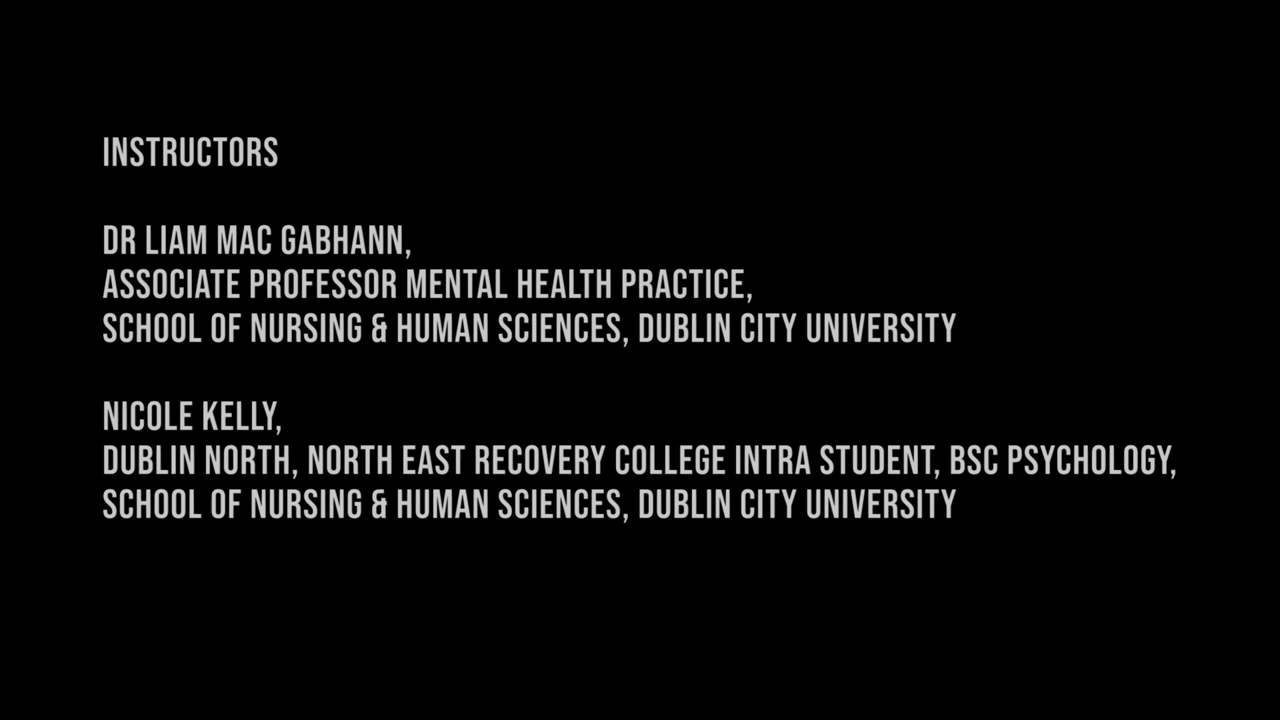 INSTRUCTORS
DR LIAM MAC GABHANN,
ASSOCIATE PROFESSOR MENTAL HEALTH PRACTICE,
SCHOOL OF NURSING & HUMAN SCIENCES, DUBLIN CITY UNIVERSITY
NICOLE KELLY,
DUBLIN NORTH, NORTH EAST RECOVERY COLLEGE INTRA STUDENT, BSC PSYCHOLOGY,
SCHOOL OF NURSING & HUMAN SCIENCES, DUBLIN CITY UNIVERSITY